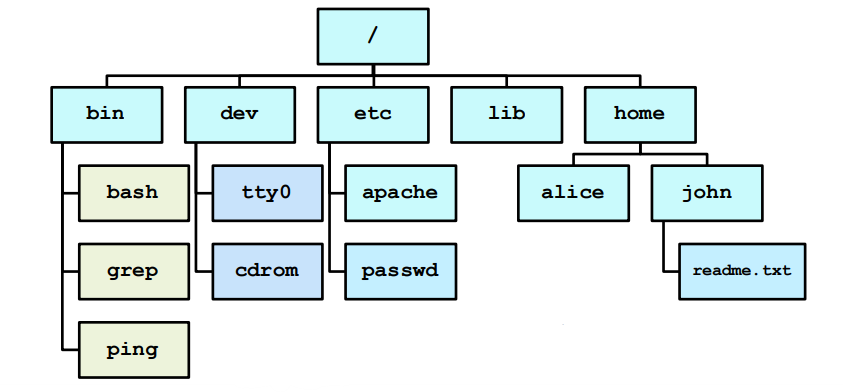 /
bin
dev
etc
lib
home
bash
tty0
apache
alice
john
grep
cdrom
passwd
readme.txt
ping